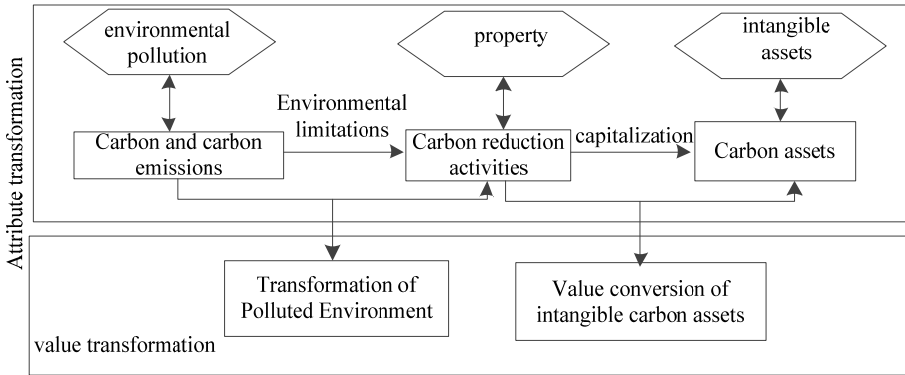 environmental
pollution
property
intangible
assets
Attribute transformation
Environmental
limitations
capitalization
Carbon and carbon
emissions
Carbon reduction
activities
Carbon assets
Transformation of
Polluted Environment
Value conversion of
intangible carbon assets
value transformation